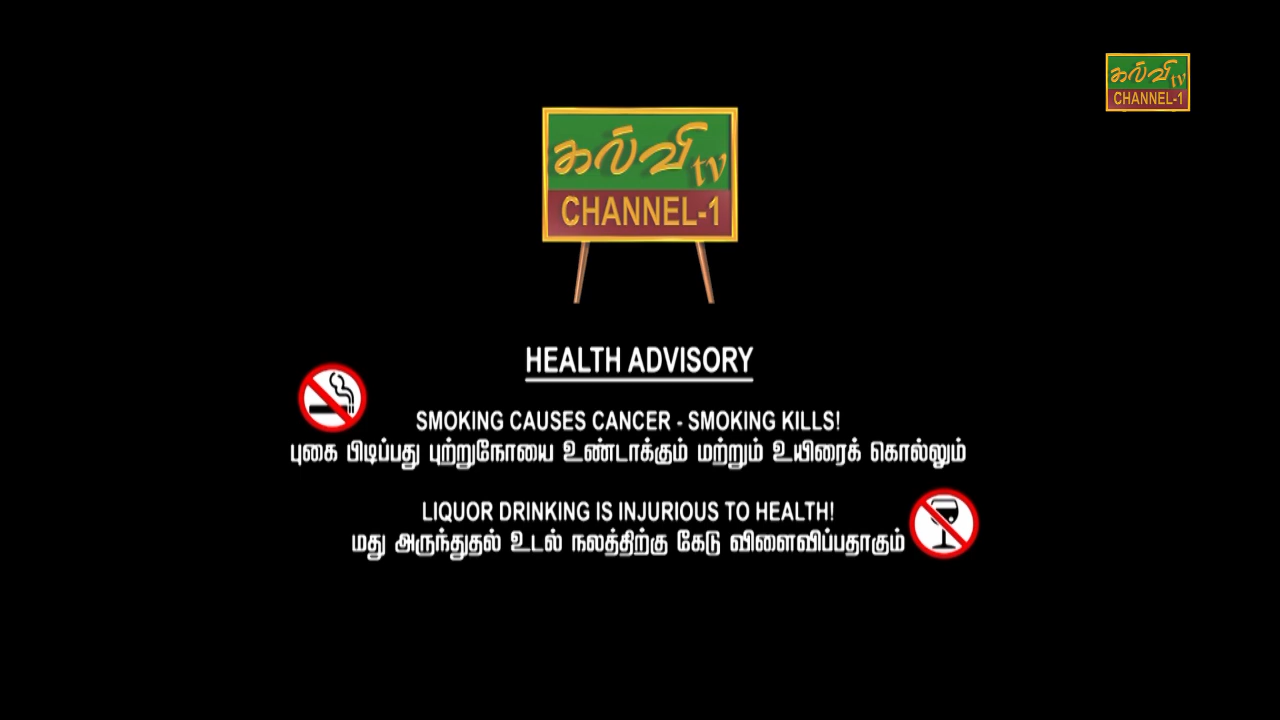 கல்வி tv
CHANNEL-1
கல்வி tv
CHANNEL-1
HEALTH ADVISORY
SMOKING CAUSES CANCER - SMOKING KILLS!
புகை பிடிப்பது புற்றுநோயை உண்டாக்கும் மற்றும் உயிரைக் கொல்லும்
LIQUOR DRINKING IS INJURIOUS TO HEALTH!
மது அருந்துதல் உடல் நலத்திற்கு கேடு விளைவிப்பதாகும்